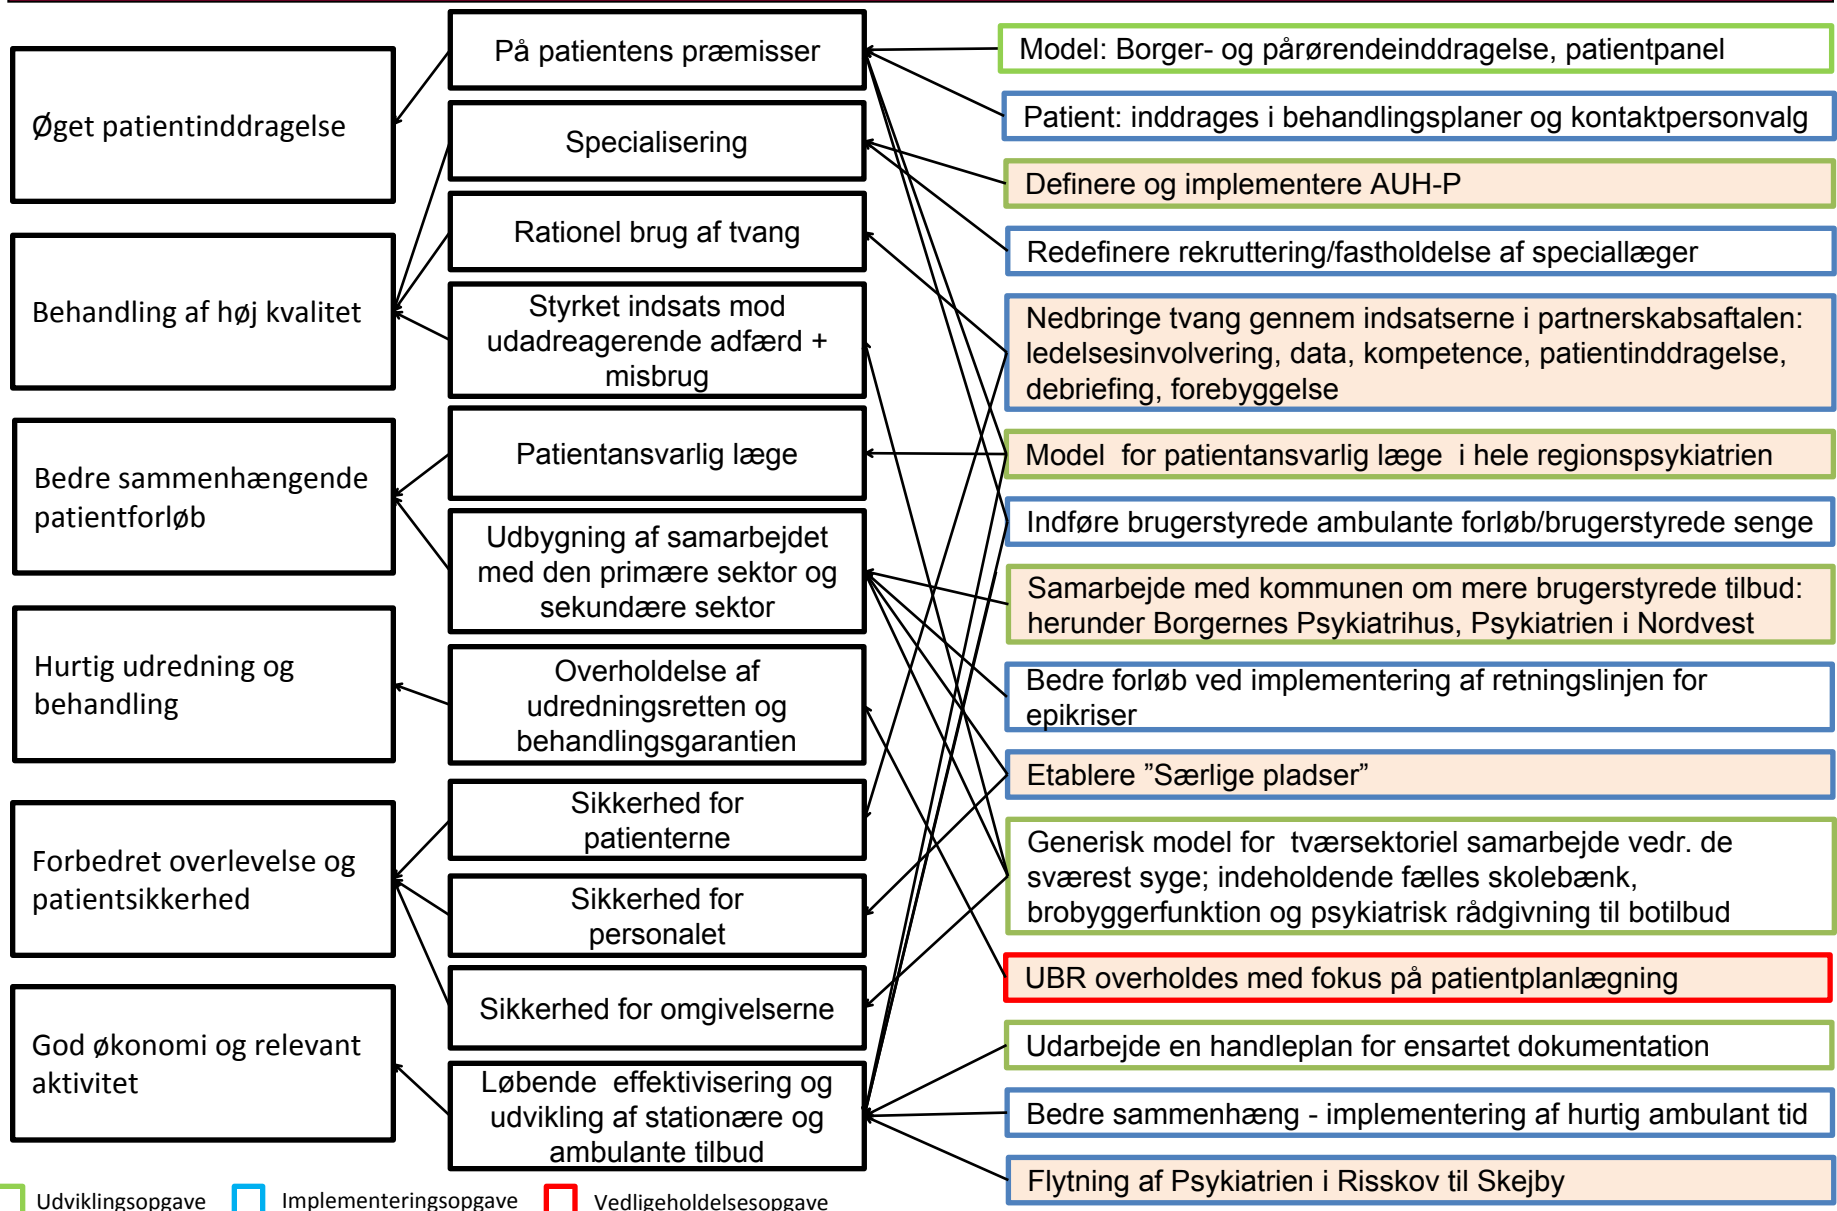 Øget patientinddragelse
Behandling af høj kvalitet
Bedre sammenhængende
patientforløb
Hurtig udredning og
behandling
Forbedret overlevelse og
patientsikkerhed
God økonomi og relevant
aktivitet
På patientens præmisser
Specialisering
Rationel brug af tvang
Styrket indsats mod
udadreagerende adfærd +
misbrug
Patientansvarlig læge
Udbygning af samarbejdet
med den primære sektor og
sekundære sektor
Overholdelse af
udredningsretten og
behandlingsgarantien
Sikkerhed for
patienterne
Sikkerhed for
personalet
Sikkerhed for omgivelserne
Løbende effektivisering og
udvikling af stationære og
ambulante tilbud
Model: Borger- og pårørendeinddragelse, patientpanel
Patient: inddrages i behandlingsplaner og kontaktpersonvalg
Definere og implementere AUH-P
Redefinere rekruttering/fastholdelse af speciallæger
Nedbringe tvang gennem indsatserne i partnerskabsaftalen:
ledelsesinvolvering, data, kompetence, patientinddragelse,
debriefing, forebyggelse
Model for patientansvarlig læge i hele regionspsykiatrien
Indføre brugerstyrede ambulante forløb/brugerstyrede senge
Samarbejde med kommunen om mere brugerstyrede tilbud:
herunder Borgernes Psykiatrihus, Psykiatrien i Nordvest
Bedre forløb ved implementering af retningslinjen for
epikriser
Etablere ”Særlige pladser”
Generisk model for tværsektoriel samarbejde vedr. de
sværest syge; indeholdende fælles skolebænk,
brobyggerfunktion og psykiatrisk rådgivning til botilbud
UBR overholdes med fokus på patientplanlægning
Udarbejde en handleplan for ensartet dokumentation
Bedre sammenhæng - implementering af hurtig ambulant tid
Flytning af Psykiatrien i Risskov til Skejby
Udviklingsopgave
Implementeringsopgave
Vedligeholdelsesopgave